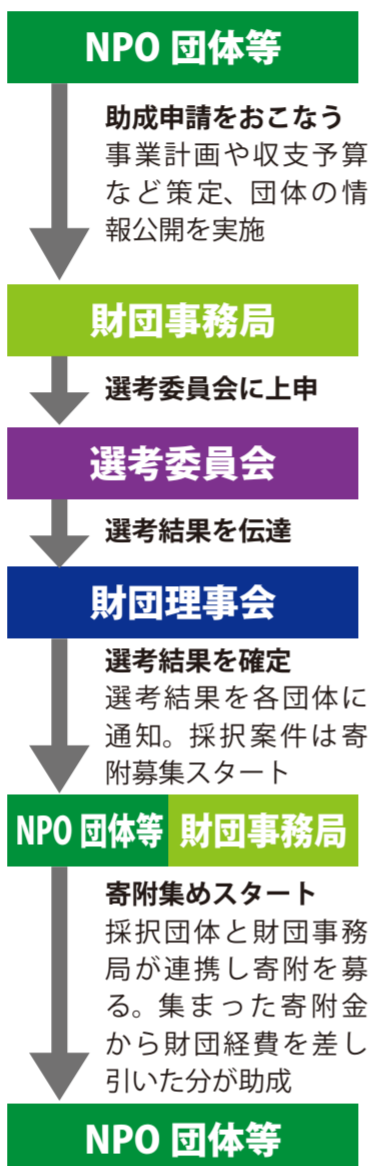 NPO 団体等
助成申請をおこなう
事業計画や収支予算
など策定、団体の情
報公開を実施
財団事務局
選考委員会に上申
選考委員会
選考結果を伝達
財団理事会
選考結果を確定
選考結果を各団体に
通知。採択案件は寄
附募集スタート
NPO 団体等 財団事務局
寄附集めスタート
採択団体と財団事務
局が連携し寄附を募
る。集まった寄附金
から財団経費を差し
引いた分が助成
NPO 団体等